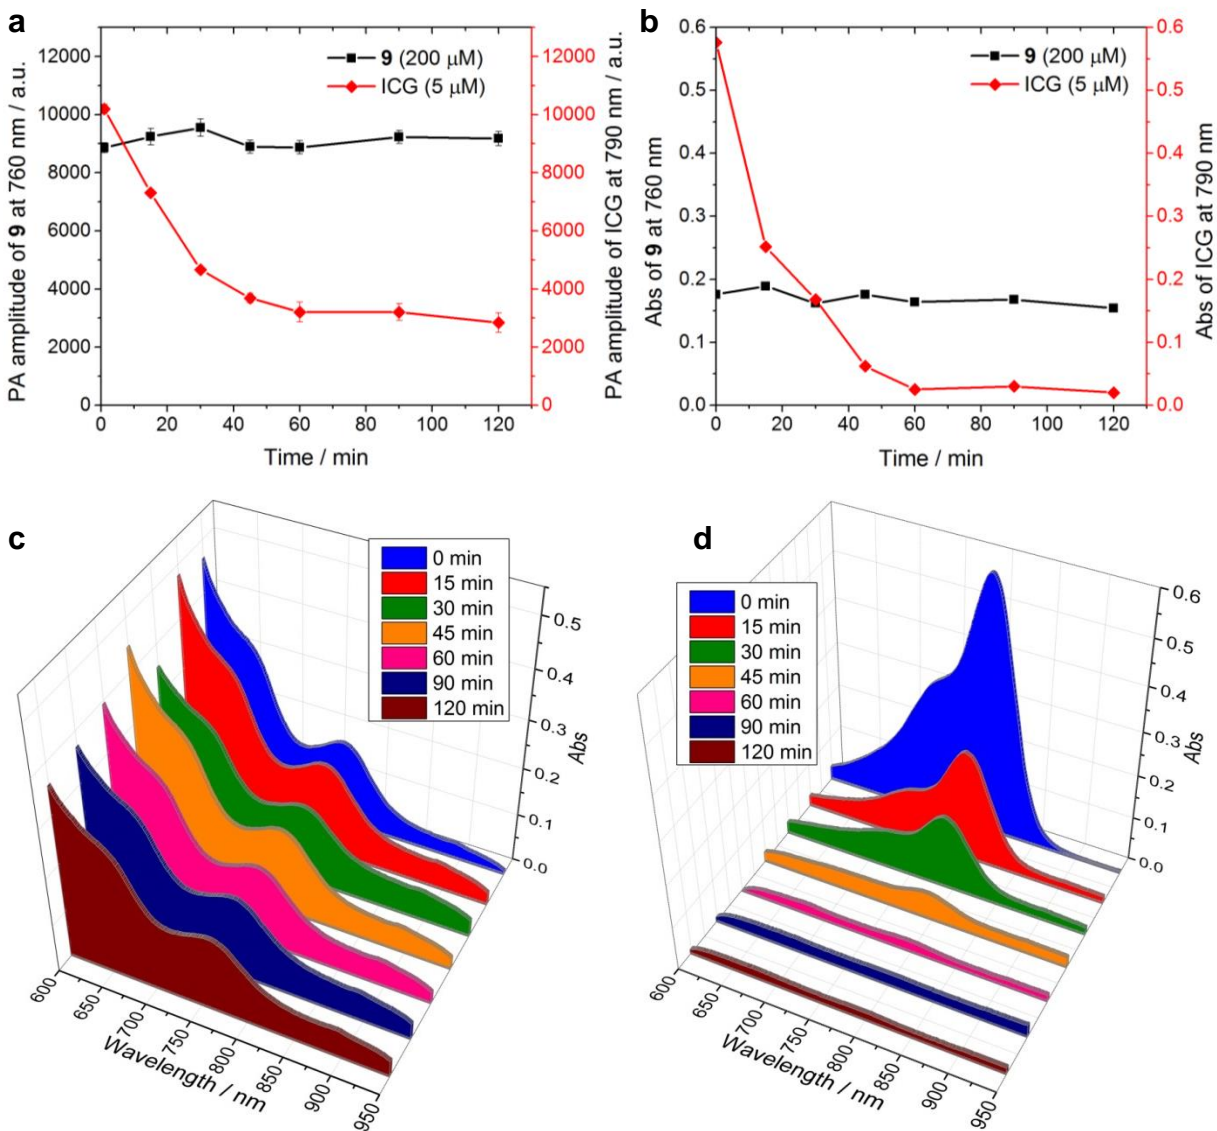 a
PA amplitude of 9 at 760 nm / a.u.
12000
10000
8000
6000
4000
2000
0
9 (200 μM)
ICG (5 μM)
12000
10000
8000
6000
4000
2000
0
PA amplitude of ICG at 790 nm / a.u.
0 20 40 60 80 100 120
Time / min
b
Abs of 9 at 760 nm
0.6
0.5
0.4
0.3
0.2
0.1
0.0
9 (200 μM)
ICG (5 μM)
0.6
0.5
0.4
0.3
0.2
0.1
0.0
Abs of ICG at 790 nm
0 20 40 60 80 100 120
Time / min
c
0 min
15 min
30 min
45 min
60 min
90 min
120 min
0.5
0.4
0.3
0.2
0.1
0.0
Abs
600 650 700 750 800 850 900 950
Wavelength / nm
d
0 min
15 min
30 min
45 min
60 min
90 min
120 min
0.6
0.5
0.4
0.3
0.2
0.1
0.0
Abs
600 650 700 750 800 850 900 950
Wavelength / nm